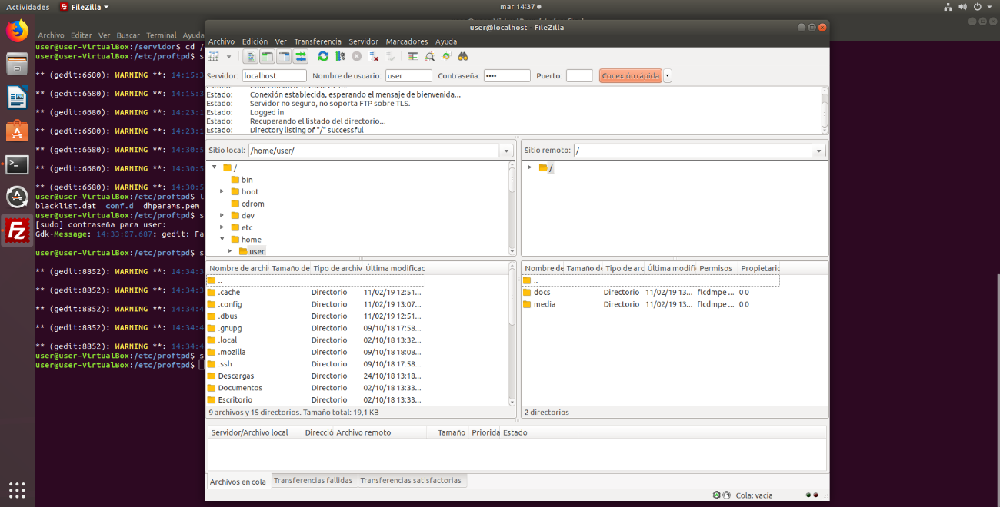 Actividades FileZilla mar 14:37
user@localhost - FileZilla
Archivo Editar Ver Buscar Terminal Ayuda
user@user-VirtualBox:/servidor$ cd /
user@user-VirtualBox:/etc/proftpd$ s
** (gedit:6680): WARNING **: 14:15:3
** (gedit:6680): WARNING **: 14:15:3
** (gedit:6680): WARNING **: 14:23:1
** (gedit:6680): WARNING **: 14:23:1
** (gedit:6680): WARNING **: 14:30:5
** (gedit:6680): WARNING **: 14:30:5
** (gedit:6680): WARNING **: 14:30:5
user@user-VirtualBox:/etc/proftpd$ l
blacklist.dat conf.d dhparams.pem
user@user-VirtualBox:/etc/proftpd$ s
[sudo] contraseña para user:
Gdk-Message: 14:33:07.687: gedit: Fa
user@user-VirtualBox:/etc/proftpd$ s
** (gedit:8852): WARNING **: 14:34:3
** (gedit:8852): WARNING **: 14:34:3
** (gedit:8852): WARNING **: 14:34:4
** (gedit:8852): WARNING **: 14:34:4
** (gedit:8852): WARNING **: 14:34:4
user@user-VirtualBox:/etc/proftpd$ s
user@user-VirtualBox:/etc/proftpd$
Archivo Edición Ver Transferencia Servidor Marcadores Ayuda
Servidor: localhost Nombre de usuario: user Contraseña: •••• Puerto: Conexión rápida
Estado: Conexión establecida, esperando el mensaje de bienvenida...
Estado: Servidor no seguro, no soporta FTP sobre TLS.
Estado: Logged in
Estado: Recuperando el listado del directorio...
Estado: Directory listing of "/" successful
Sitio local: /home/user/
/
bin
boot
cdrom
dev
etc
home
user
Sitio remoto: /
/
Nombre de archiv Tamaño de Tipo de archiv Última modificac
..
.cache Directorio 11/02/19 12:51...
.config Directorio 11/02/19 13:07...
.dbus Directorio 11/02/19 12:51...
.gnupg Directorio 09/10/18 17:58...
.local Directorio 02/10/18 13:32...
.mozilla Directorio 09/10/18 18:08...
.ssh Directorio 09/10/18 17:58...
Descargas Directorio 24/10/18 13:18...
Documentos Directorio 02/10/18 13:33...
Escritorio Directorio 02/10/18 13:33...
9 archivos y 15 directorios. Tamaño total: 19,1 KB
Nombre de Tamaño de Tipo de arc Última modifi Permisos Propietario
..
docs Directorio 11/02/19 13... flcdmpe ... 0 0
media Directorio 11/02/19 13... flcdmpe ... 0 0
2 directorios
Servidor/Archivo local Direcció Archivo remoto Tamaño Priorida Estado
Archivos en cola Transferencias fallidas Transferencias satisfactorias
Cola: vacía